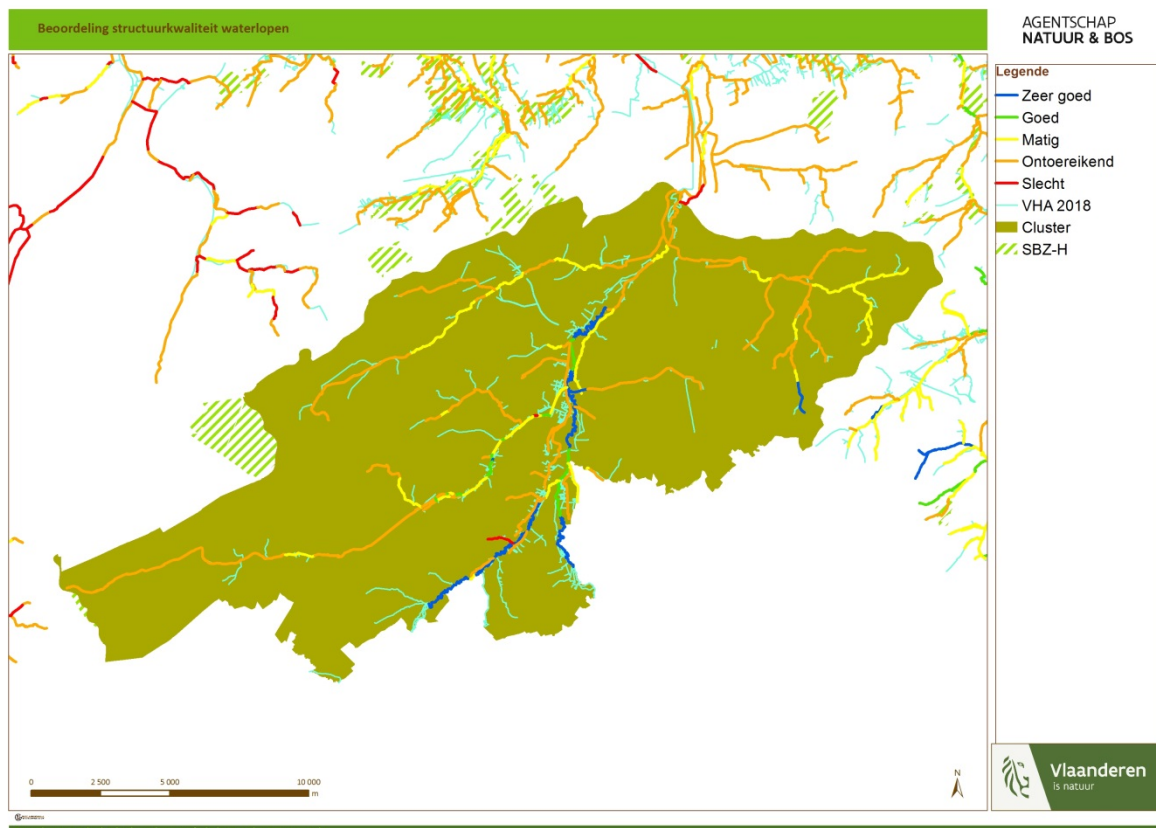 Beoordeling structuurkwaliteit waterlopen
AGENTSCHAP
NATUUR & BOS
Legende
Zeer goed
Goed
Matig
Ontoereikend
Slecht
VHA 2018
Cluster
SBZ-H
0 2 500 5 000 10 000
m
N
Vlaanderen
is natuur